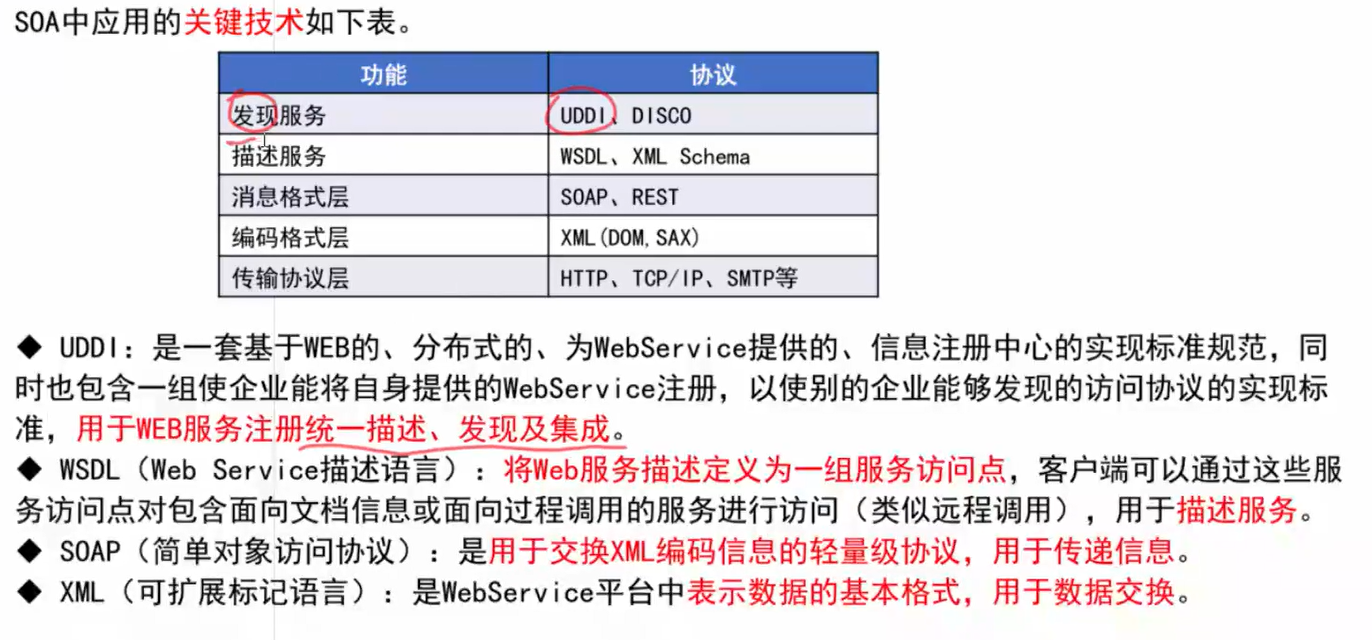 SOA中应用的关键技术如下表。
功能 协议
发现服务 UDDI、DISCO
描述服务 WSDL、XML Schema
消息格式层 SOAP、REST
编码格式层 XML(DOM,SAX)
传输协议层 HTTP、TCP/IP、SMTP等
◆ UDDI：是一套基于WEB的、分布式的、为WebService提供的、信息注册中心的实现标准规范，同
时也包含一组使企业能将自身提供的WebService注册，以使别的企业能够发现的访问协议的实现标
准，用于WEB服务注册统一描述、发现及集成。
◆ WSDL（Web Service描述语言）：将Web服务描述定义为一组服务访问点，客户端可以通过这些服
务访问点对包含面向文档信息或面向过程调用的服务进行访问（类似远程调用），用于描述服务。
◆ SOAP（简单对象访问协议）：是用于交换XML编码信息的轻量级协议，用于传递信息。
◆ XML（可扩展标记语言）：是WebService平台中表示数据的基本格式，用于数据交换。